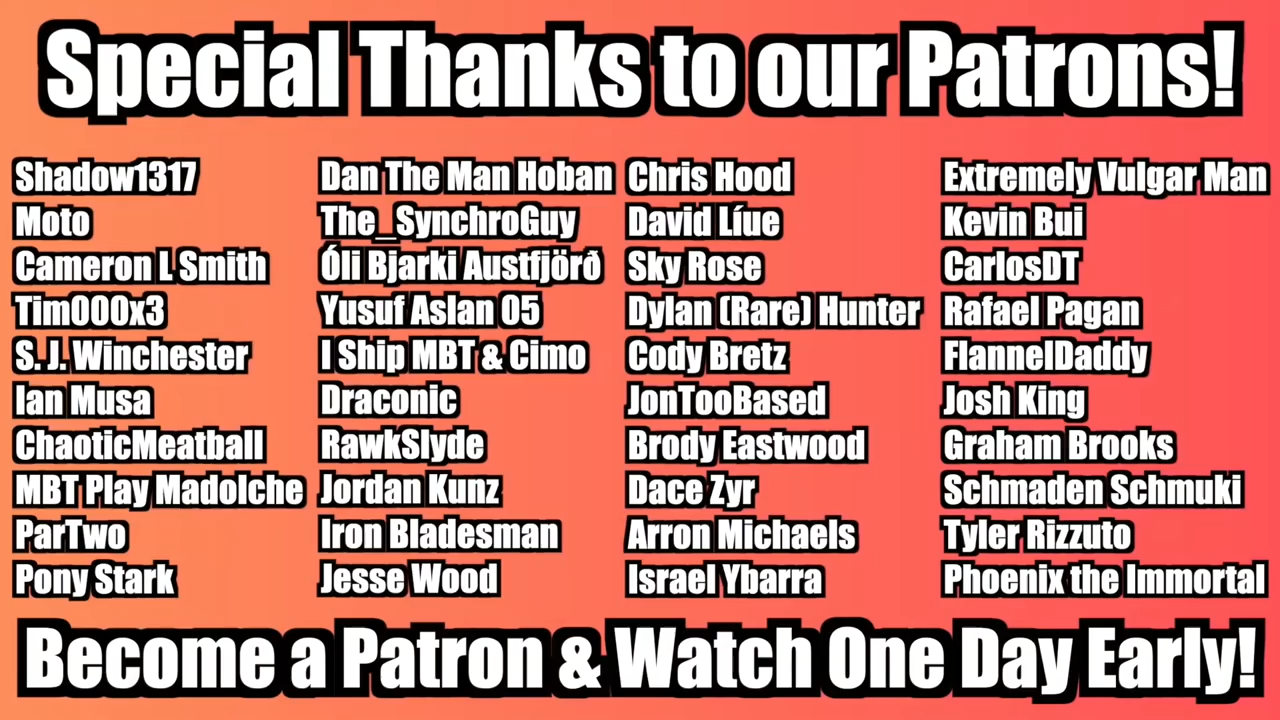 Special Thanks to our Patrons!
Shadow1317
Moto
Cameron L Smith
Tim000x3
S. J. Winchester
Ian Musa
ChaoticMeatball
MBT Play Madolche
ParTwo
Pony Stark
Dan The Man Hoban
The_SynchroGuy
Óli Bjarki Austfjörð
Yusuf Aslan 05
I Ship MBT & Cimo
Draconic
RawkSlyde
Jordan Kunz
Iron Bladesman
Jesse Wood
Chris Hood
David Líue
Sky Rose
Dylan (Rare) Hunter
Cody Bretz
JonTooBased
Brody Eastwood
Dace Zyr
Arron Michaels
Israel Ybarra
Extremely Vulgar Man
Kevin Bui
CarlosDT
Rafael Pagan
FlannelDaddy
Josh King
Graham Brooks
Schmaden Schmuki
Tyler Rizzuto
Phoenix the Immortal
Become a Patron & Watch One Day Early!